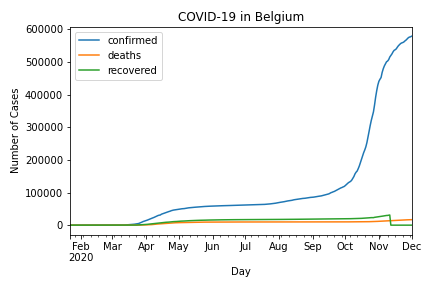 COVID-19 in Belgium
confirmed
deaths
recovered
Number of Cases
600000
500000
400000
300000
200000
100000
0
Feb Mar Apr May Jun Jul Aug Sep Oct Nov Dec
2020
Day